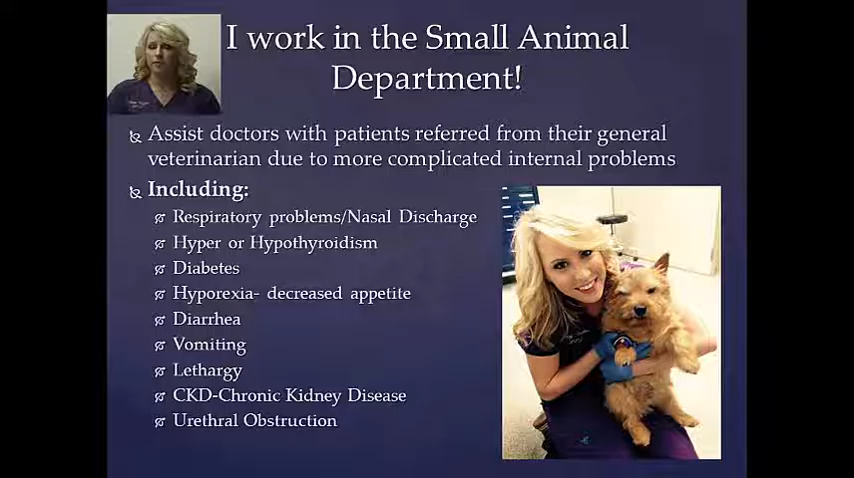 I work in the Small Animal
Department!
Assist doctors with patients referred from their general
veterinarian due to more complicated internal problems
Including:
Respiratory problems/Nasal Discharge
Hyper or Hypothyroidism
Diabetes
Hyporexia- decreased appetite
Diarrhea
Vomiting
Lethargy
CKD-Chronic Kidney Disease
Urethral Obstruction